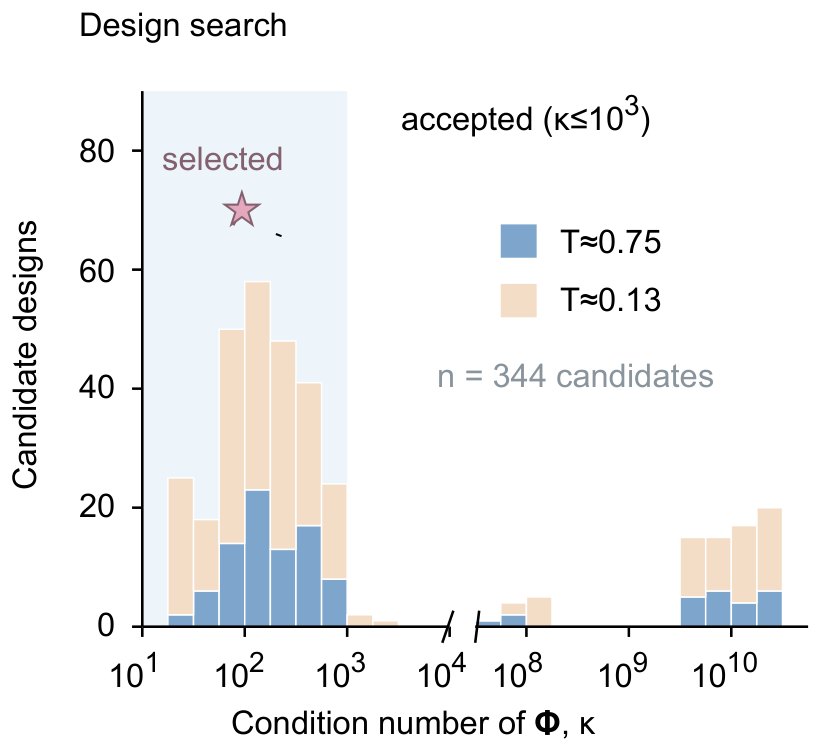 Design search
accepted (κ≤10³)
80
selected
T≈0.75
60
T≈0.13
40
n = 344 candidates
20
0
10¹ 10² 10³ 10⁴ 10⁸ 10⁹ 10¹⁰
Candidate designs
Condition number of Φ, κ